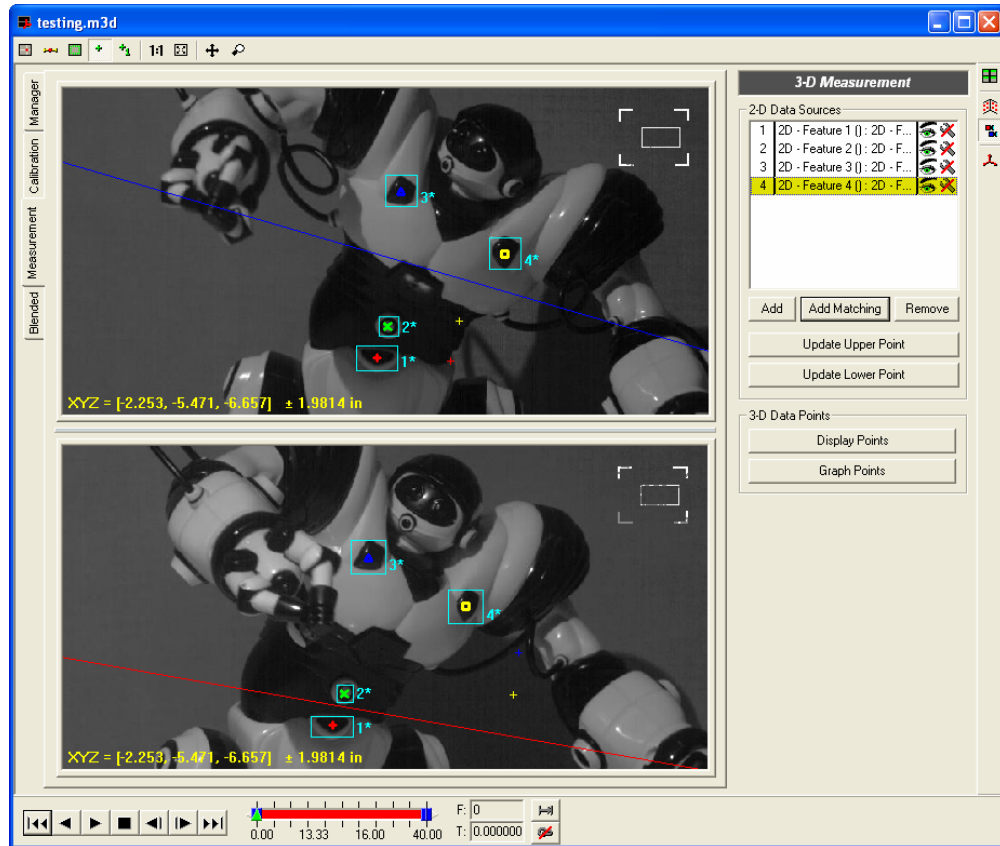 testing.m3d
1:1
Manager
Calibration
Measurement
Blended
3*
4*
2*
1*
XYZ = [-2.253, -5.471, -6.657] ± 1.9814 in
3*
4*
2*
1*
XYZ = [-2.253, -5.471, -6.657] ± 1.9814 in
3-D Measurement
2-D Data Sources
1 2D - Feature 1 () : 2D - F...
2 2D - Feature 2 () : 2D - F...
3 2D - Feature 3 () : 2D - F...
4 2D - Feature 4 () : 2D - F...
Add Add Matching Remove
Update Upper Point
Update Lower Point
3-D Data Points
Display Points
Graph Points
0.00 13.33 16.00 40.00
F: 0
T: 0.000000